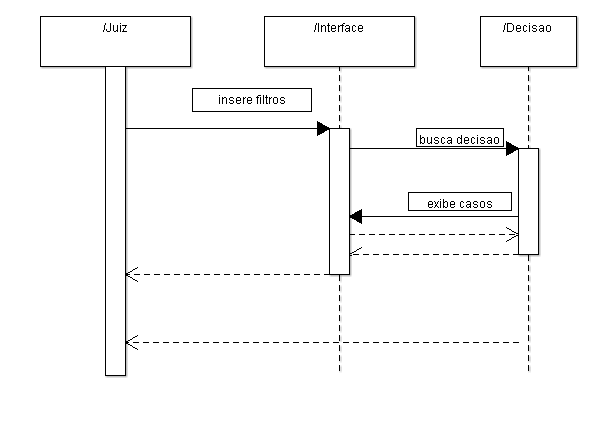 /Juiz
/Interface
/Decisao
insere filtros
busca decisao
exibe casos